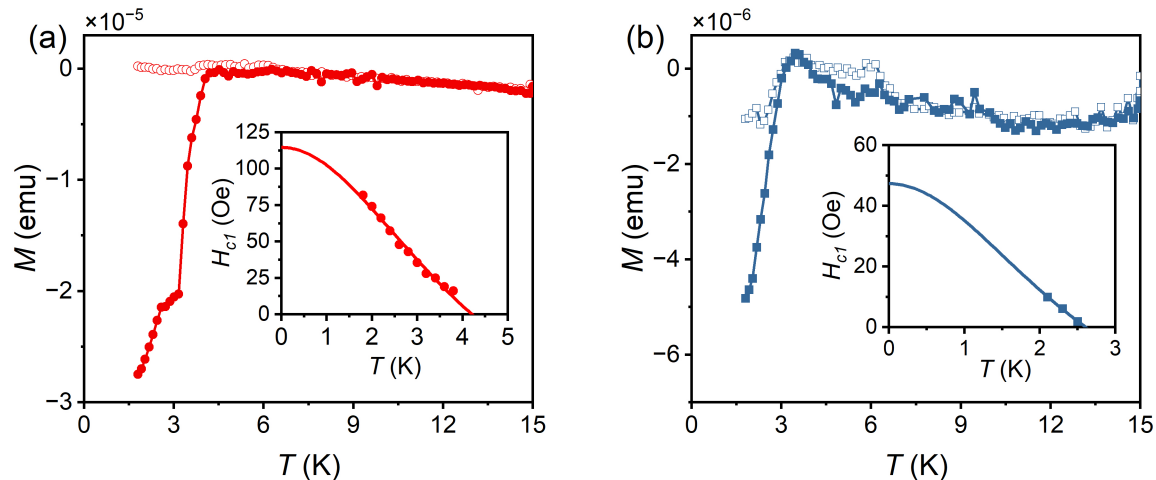 (a)
×10⁻⁵
0
−1
−2
−3
M (emu)
0 3 6 9 12 15
T (K)
115
100
75
50
25
0
H_c1 (Oe)
0 1 2 3 4 5
T (K)
(b)
×10⁻⁶
0
−2
−4
−6
M (emu)
0 3 6 9 12 15
T (K)
60
40
20
0
H_c1 (Oe)
0 1 2 3
T (K)